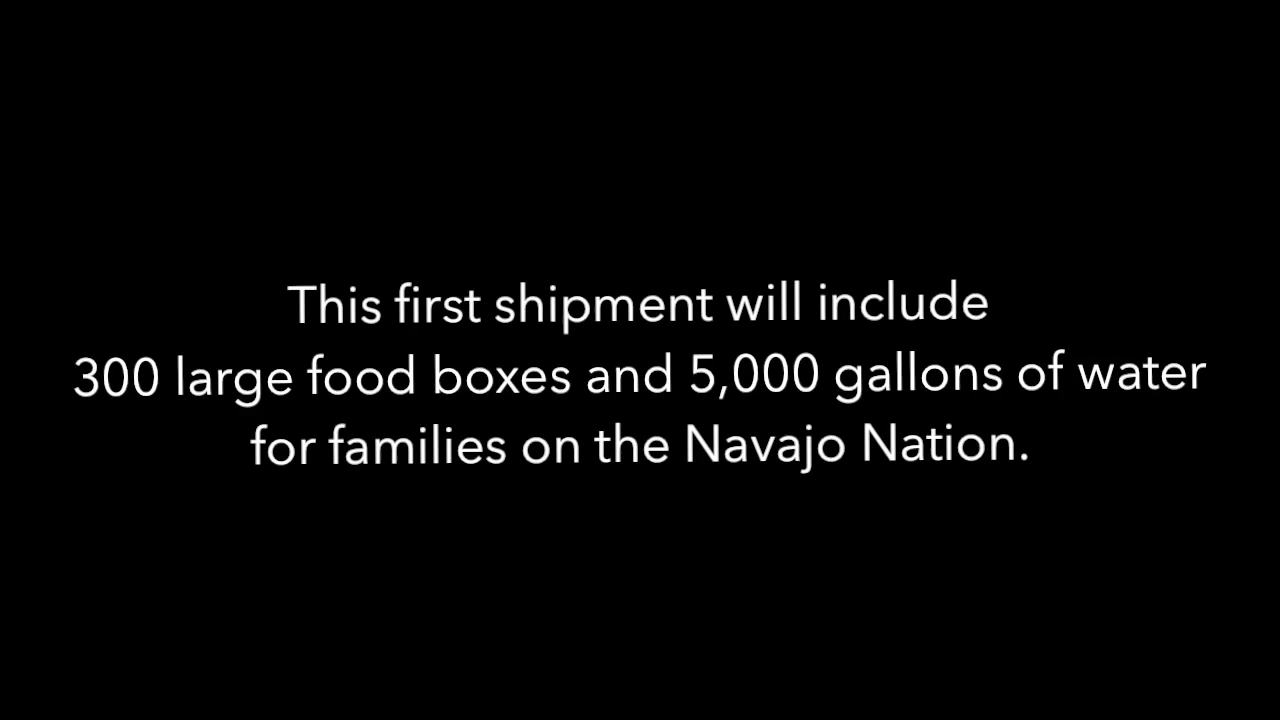 This first shipment will include
300 large food boxes and 5,000 gallons of water
for families on the Navajo Nation.